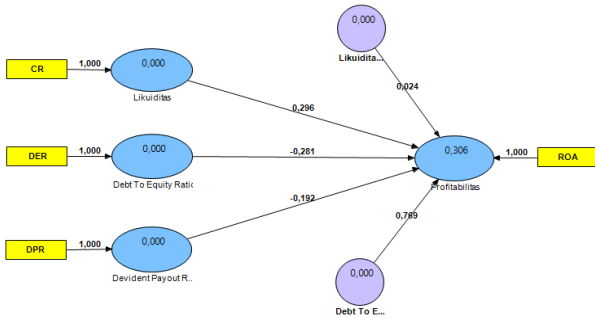 0,000
Likuidita...
CR
1,000
0,000
Likuiditas
0,024
0,296
DER
1,000
0,000
Debt To Equity Ratio
-0,281
0,306
Profitabilitas
1,000
ROA
-0,192
0,769
DPR
1,000
0,000
Devident Payout R...
0,000
Debt To E...